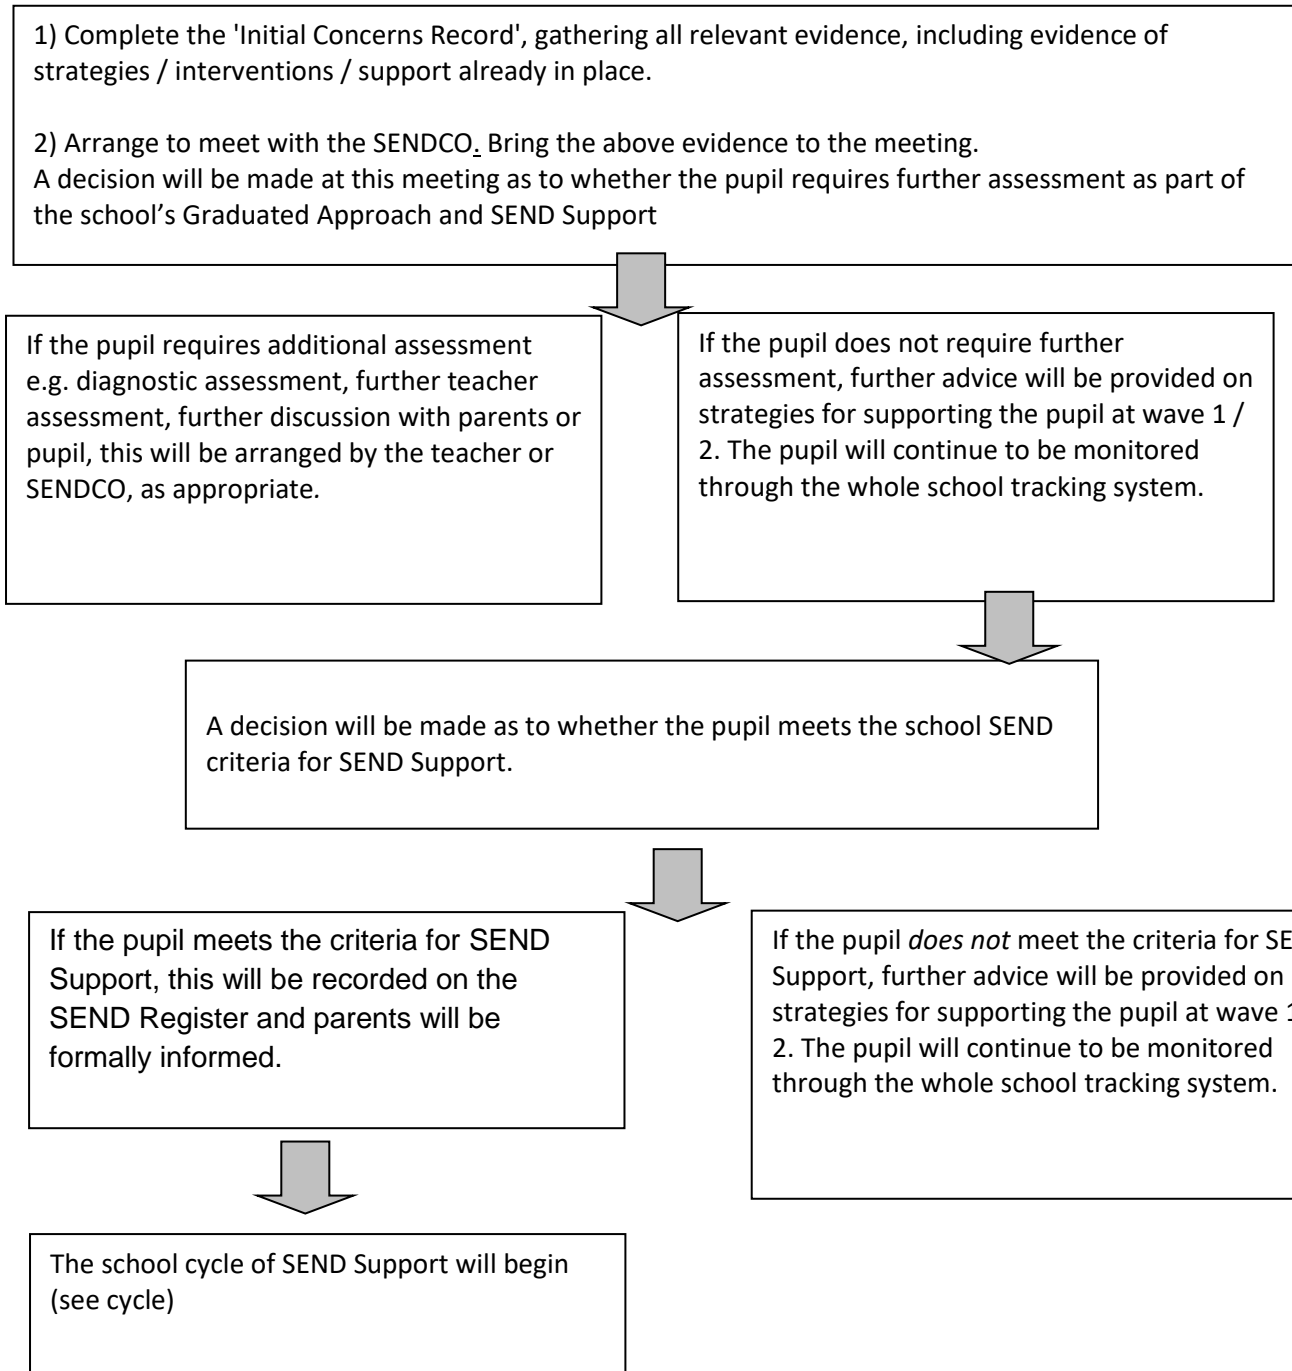 1) Complete the 'Initial Concerns Record', gathering all relevant evidence, including evidence of
strategies / interventions / support already in place.
2) Arrange to meet with the SENDCO. Bring the above evidence to the meeting.
A decision will be made at this meeting as to whether the pupil requires further assessment as part of
the school’s Graduated Approach and SEND Support
If the pupil requires additional assessment
e.g. diagnostic assessment, further teacher
assessment, further discussion with parents or
pupil, this will be arranged by the teacher or
SENDCO, as appropriate.
If the pupil does not require further
assessment, further advice will be provided on
strategies for supporting the pupil at wave 1 /
2. The pupil will continue to be monitored
through the whole school tracking system.
A decision will be made as to whether the pupil meets the school SEND
criteria for SEND Support.
If the pupil meets the criteria for SEND
Support, this will be recorded on the
SEND Register and parents will be
formally informed.
If the pupil does not meet the criteria for
Support, further advice will be provided on
strategies for supporting the pupil at wave
2. The pupil will continue to be monitored
through the whole school tracking system.
The school cycle of SEND Support will begin
(see cycle)